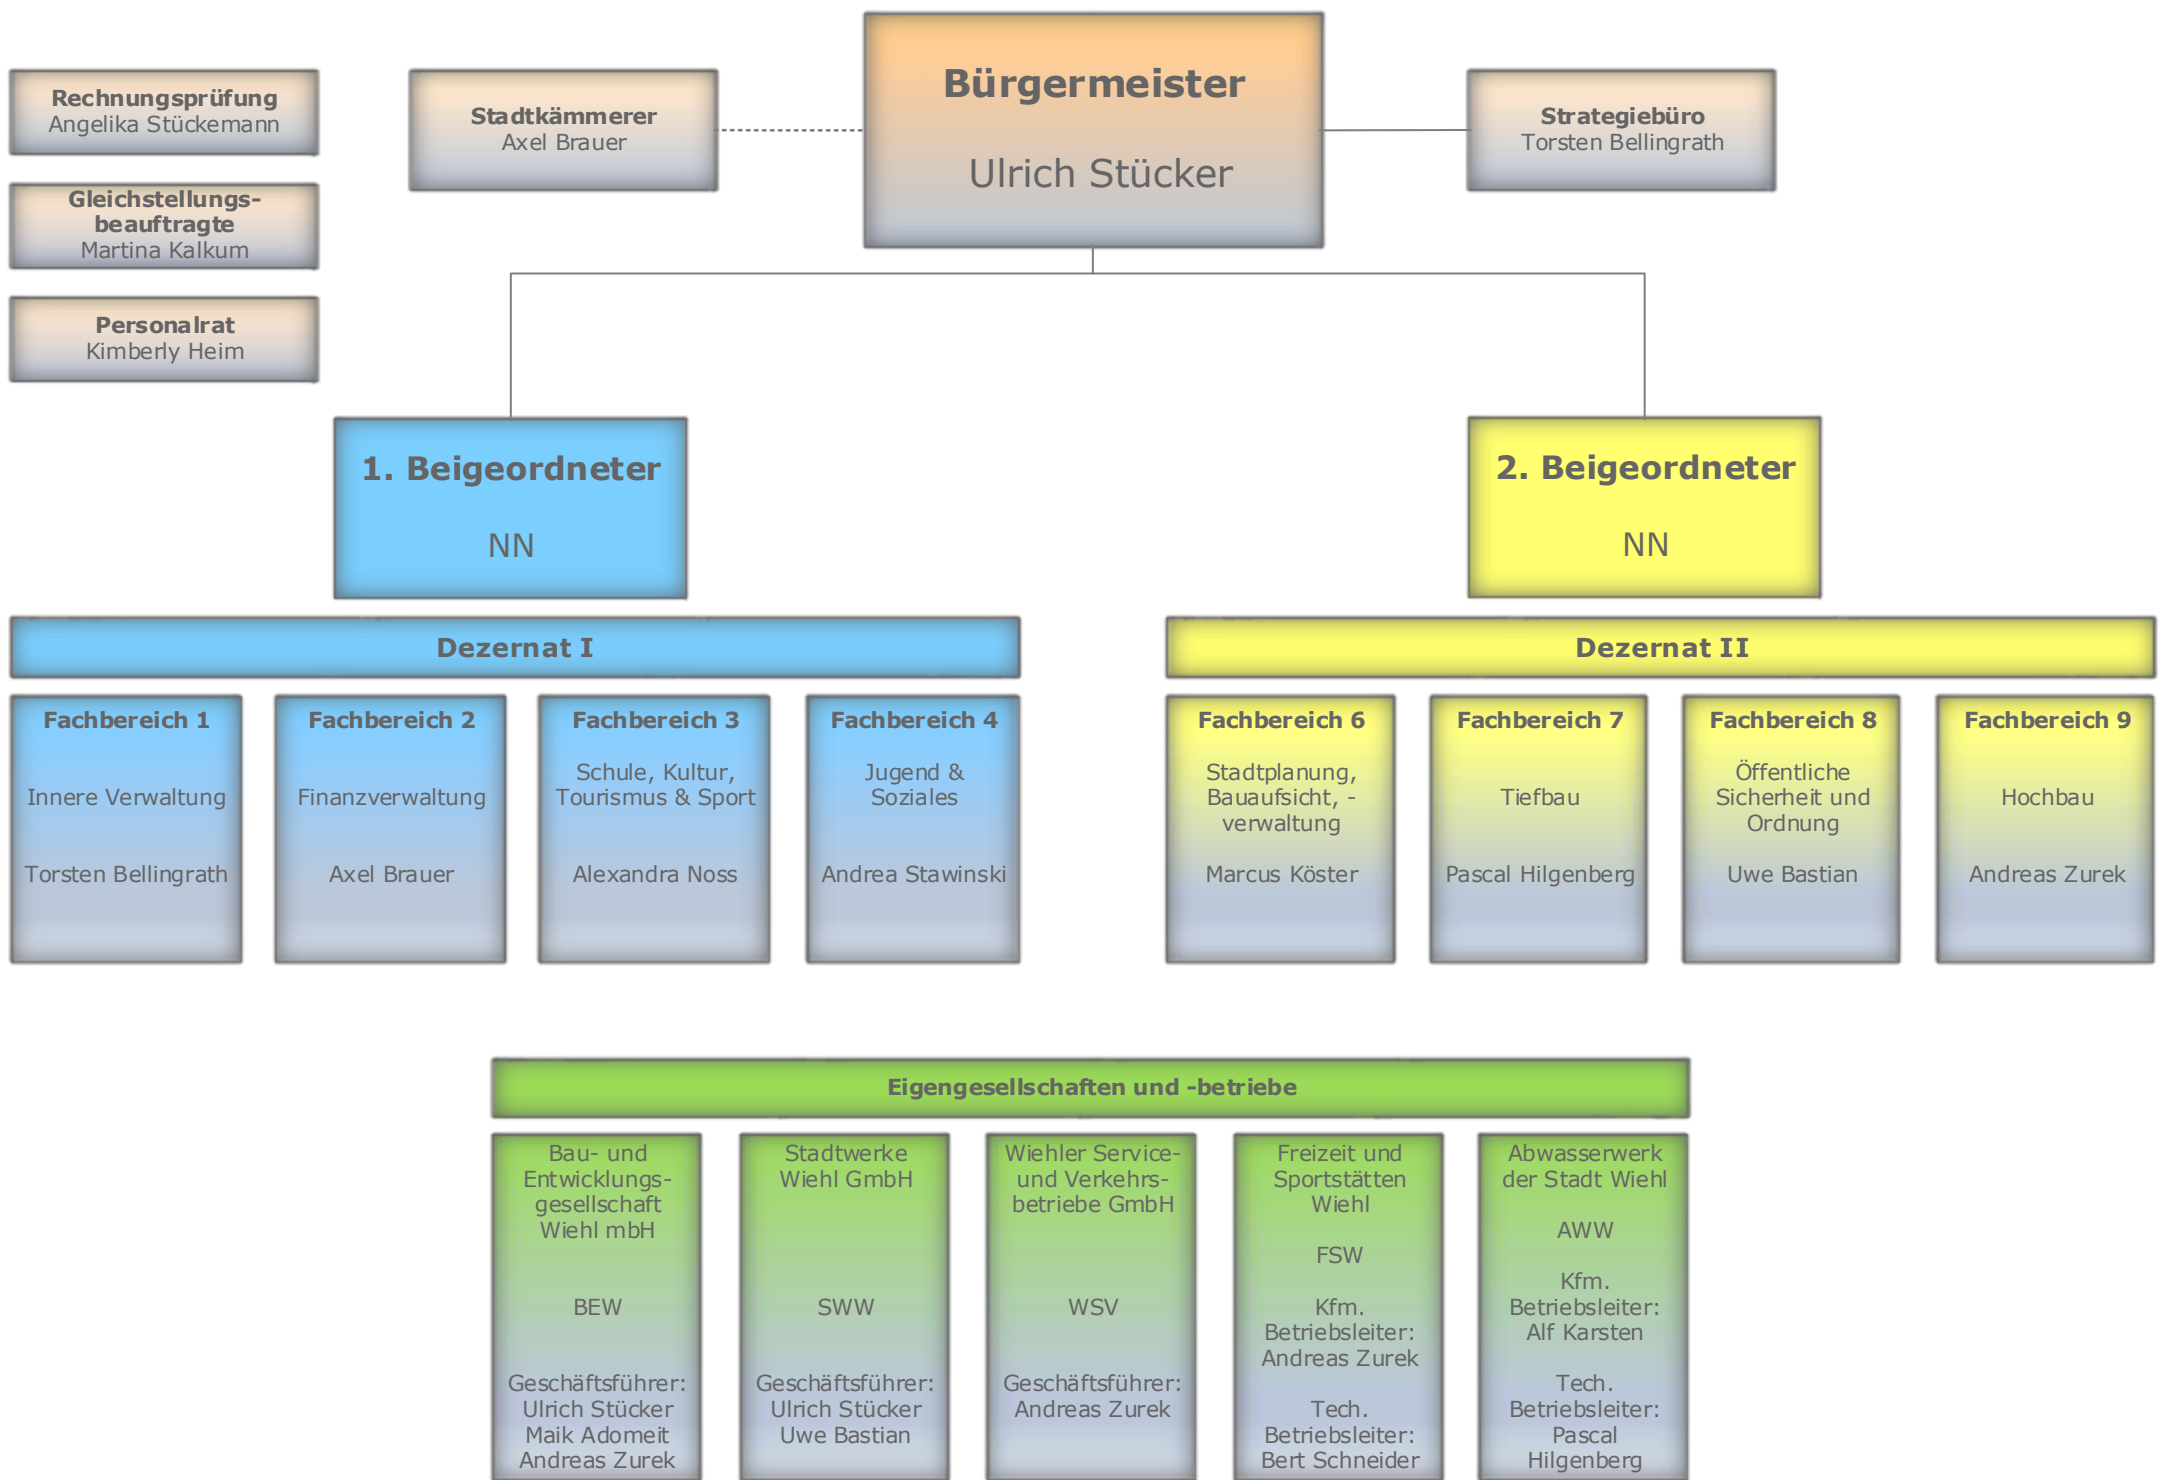 Bürgermeister
Ulrich Stücker
Rechnungsprüfung
Angelika Stückemann
Gleichstellungs-
beauftragte
Martina Kalkum
Personalrat
Kimberly Heim
Stadtkämmerer
Axel Brauer
Strategiebüro
Torsten Bellingrath
1. Beigeordneter
NN
2. Beigeordneter
NN
Dezernat I
Fachbereich 1
Innere Verwaltung
Torsten Bellingrath
Fachbereich 2
Finanzverwaltung
Axel Brauer
Fachbereich 3
Schule, Kultur,
Tourismus & Sport
Alexandra Noss
Fachbereich 4
Jugend &
Soziales
Andrea Stawinski
Dezernat II
Fachbereich 6
Stadtplanung,
Bauaufsicht, -
verwaltung
Marcus Köster
Fachbereich 7
Tiefbau
Pascal Hilgenberg
Fachbereich 8
Öffentliche
Sicherheit und
Ordnung
Uwe Bastian
Fachbereich 9
Hochbau
Andreas Zurek
Eigengesellschaften und -betriebe
Bau- und
Entwicklungs-
gesellschaft
Wiehl mbH
BEW
Geschäftsführer:
Ulrich Stücker
Maik Adomeit
Andreas Zurek
Stadtwerke
Wiehl GmbH
SWW
Geschäftsführer:
Ulrich Stücker
Uwe Bastian
Wiehler Service-
und Verkehrs-
betriebe GmbH
WSV
Geschäftsführer:
Andreas Zurek
Freizeit und
Sportstätten
Wiehl
FSW
Kfm.
Betriebsleiter:
Andreas Zurek
Tech.
Betriebsleiter:
Bert Schneider
Abwasserwerk
der Stadt Wiehl
AWW
Kfm.
Betriebsleiter:
Alf Karsten
Tech.
Betriebsleiter:
Pascal
Hilgenberg